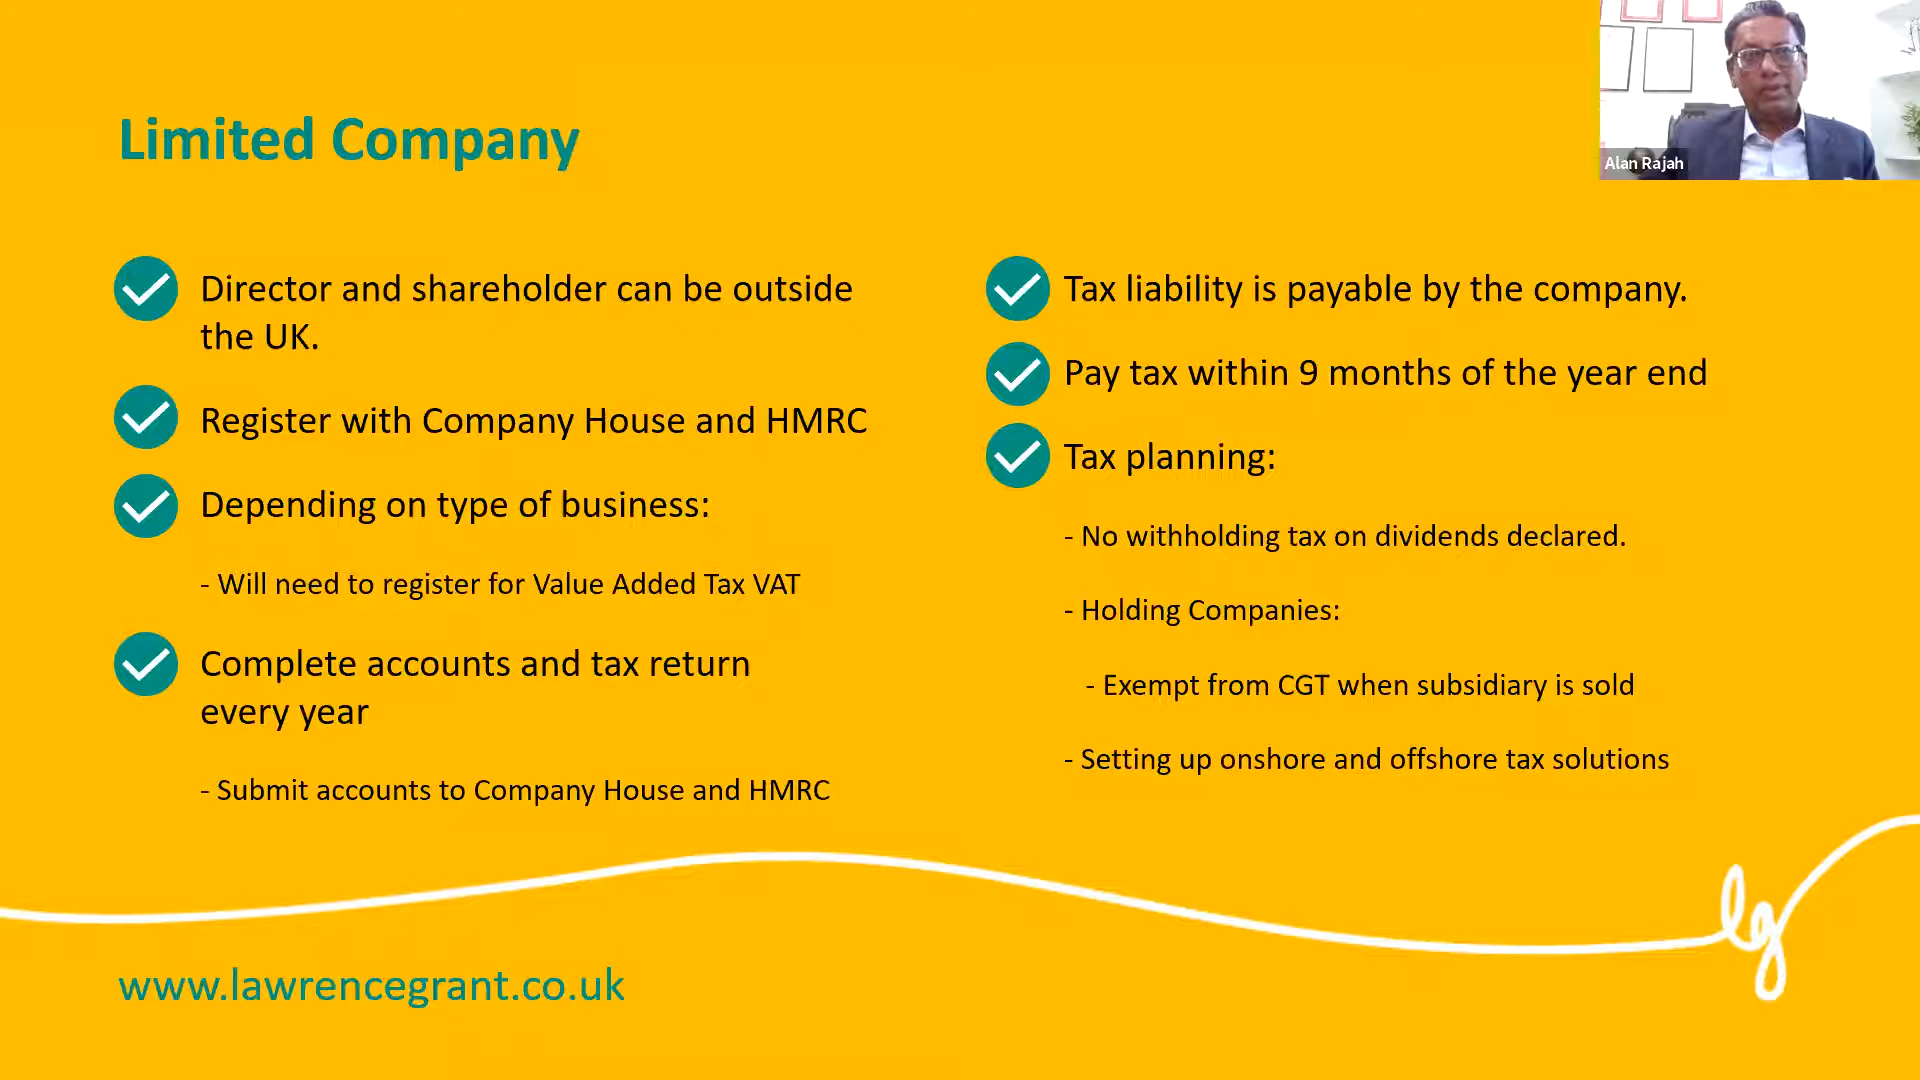 Limited Company
Alan Rajah
Director and shareholder can be outside
the UK.
Register with Company House and HMRC
Depending on type of business:
- Will need to register for Value Added Tax VAT
Complete accounts and tax return
every year
- Submit accounts to Company House and HMRC
Tax liability is payable by the company.
Pay tax within 9 months of the year end
Tax planning:
- No withholding tax on dividends declared.
- Holding Companies:
- Exempt from CGT when subsidiary is sold
- Setting up onshore and offshore tax solutions
lg
www.lawrencegrant.co.uk